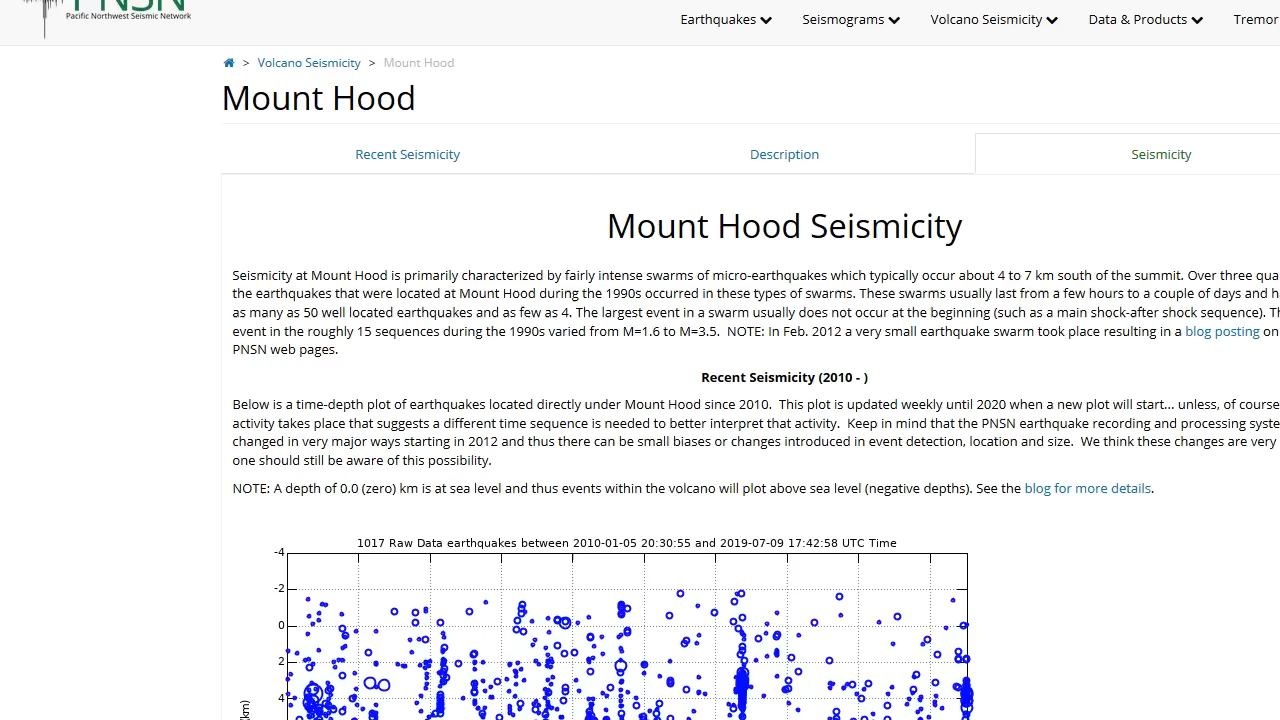 PNSN
Pacific Northwest Seismic Network
Earthquakes Seismograms Volcano Seismicity Data & Products Tremor
> Volcano Seismicity > Mount Hood
Mount Hood
Recent Seismicity Description Seismicity
Mount Hood Seismicity
Seismicity at Mount Hood is primarily characterized by fairly intense swarms of micro-earthquakes which typically occur about 4 to 7 km south of the summit. Over three qua
the earthquakes that were located at Mount Hood during the 1990s occurred in these types of swarms. These swarms usually last from a few hours to a couple of days and h
as many as 50 well located earthquakes and as few as 4. The largest event in a swarm usually does not occur at the beginning (such as a main shock-after shock sequence). Th
event in the roughly 15 sequences during the 1990s varied from M=1.6 to M=3.5.  NOTE: In Feb. 2012 a very small earthquake swarm took place resulting in a blog posting on
PNSN web pages.
Recent Seismicity (2010 - )
Below is a time-depth plot of earthquakes located directly under Mount Hood since 2010.  This plot is updated weekly until 2020 when a new plot will start... unless, of course
activity takes place that suggests a different time sequence is needed to better interpret that activity.  Keep in mind that the PNSN earthquake recording and processing syste
changed in very major ways starting in 2012 and thus there can be small biases or changes introduced in event detection, location and size.  We think these changes are very
one should still be aware of this possibility.
NOTE: A depth of 0.0 (zero) km is at sea level and thus events within the volcano will plot above sea level (negative depths). See the blog for more details.
1017 Raw Data earthquakes between 2010-01-05 20:30:55 and 2019-07-09 17:42:58 UTC Time
-4
-2
0
2
4
(km)